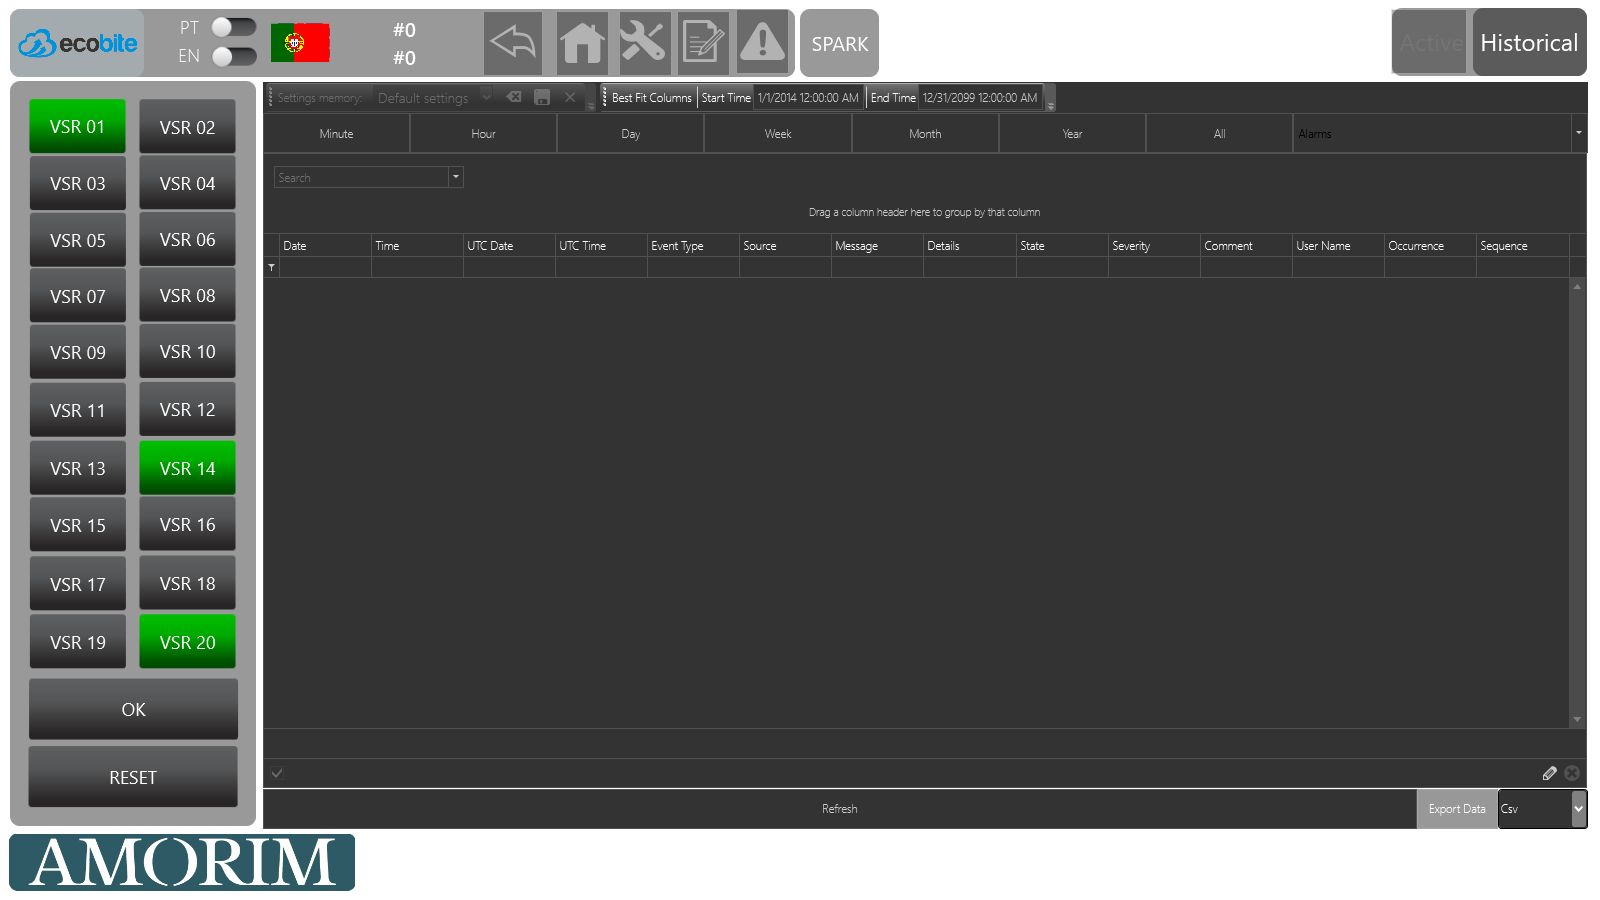 ecobite
PT
EN
#0
#0
SPARK
Active
Historical
VSR 01
VSR 02
VSR 03
VSR 04
VSR 05
VSR 06
VSR 07
VSR 08
VSR 09
VSR 10
VSR 11
VSR 12
VSR 13
VSR 14
VSR 15
VSR 16
VSR 17
VSR 18
VSR 19
VSR 20
OK
RESET
Settings memory: Default settings
Best Fit Columns Start Time 1/1/2014 12:00:00 AM End Time 12/31/2099 12:00:00 AM
Minute Hour Day Week Month Year All Alarms
Search
Drag a column header here to group by that column
Date Time UTC Date UTC Time Event Type Source Message Details State Severity Comment User Name Occurrence Sequence
Refresh
Export Data Csv
AMORIM